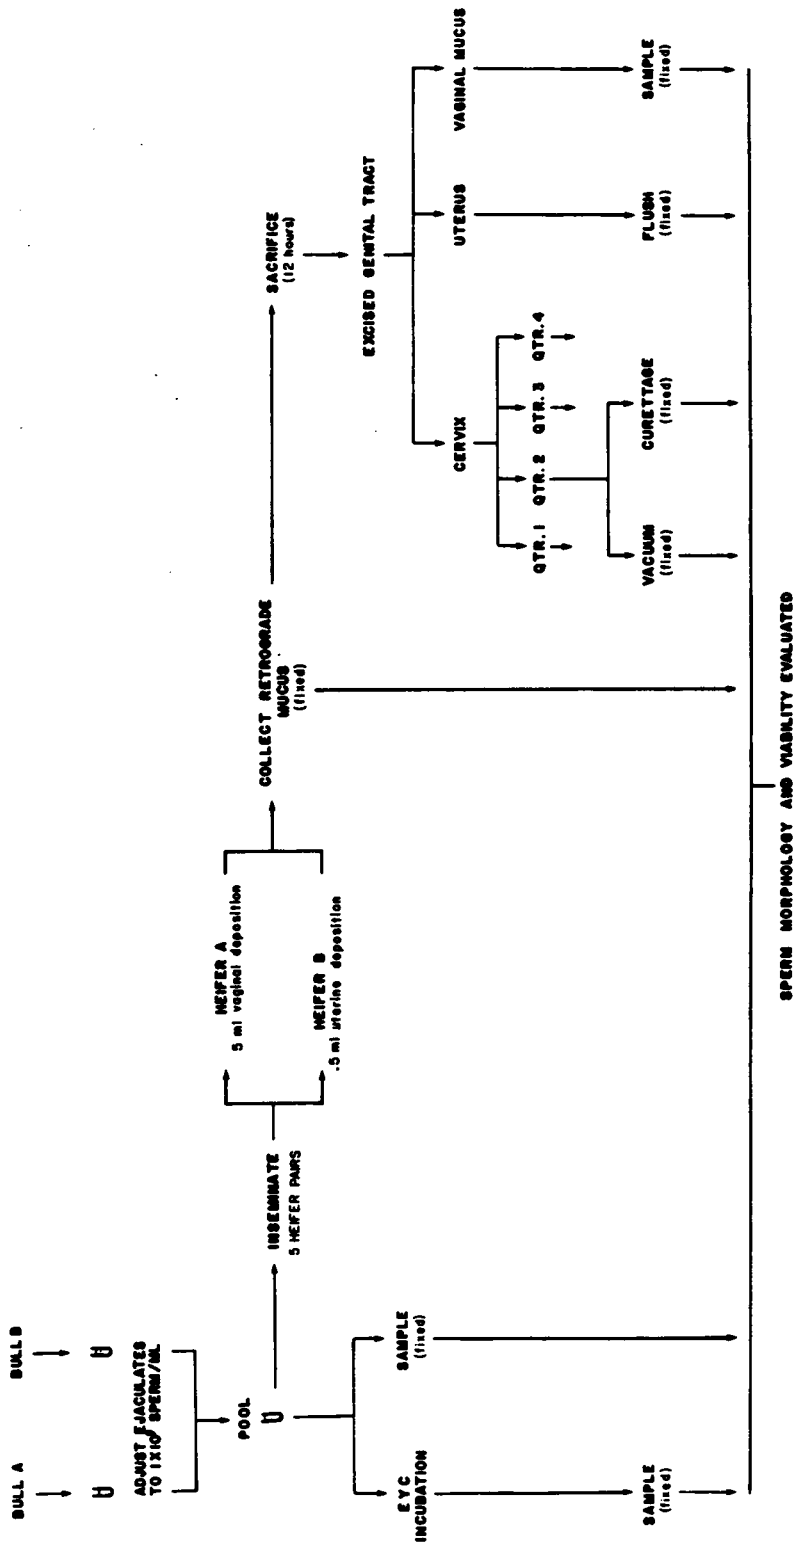 BULL A
BULL B
ADJUST EJACULATES
TO 1X10 SPERM/ML
POOL
EYC
INCUBATION
SAMPLE
(fixed)
SAMPLE
(fixed)
INSEMINATE
5 HEIFER PAIRS
HEIFER A
5 ml vaginal deposition
HEIFER B
.5 ml uterine deposition
COLLECT RETROGRADE
MUCUS
(fixed)
SACRIFICE
(12 hours)
EXCISED GENITAL TRACT
CERVIX
UTERUS
VAGINAL MUCUS
QTR. 1 QTR. 2 QTR. 3 QTR. 4
VACUUM
(fixed)
CURETTAGE
(fixed)
FLUSH
(fixed)
SAMPLE
(fixed)
SPERM MORPHOLOGY AND VIABILITY EVALUATED